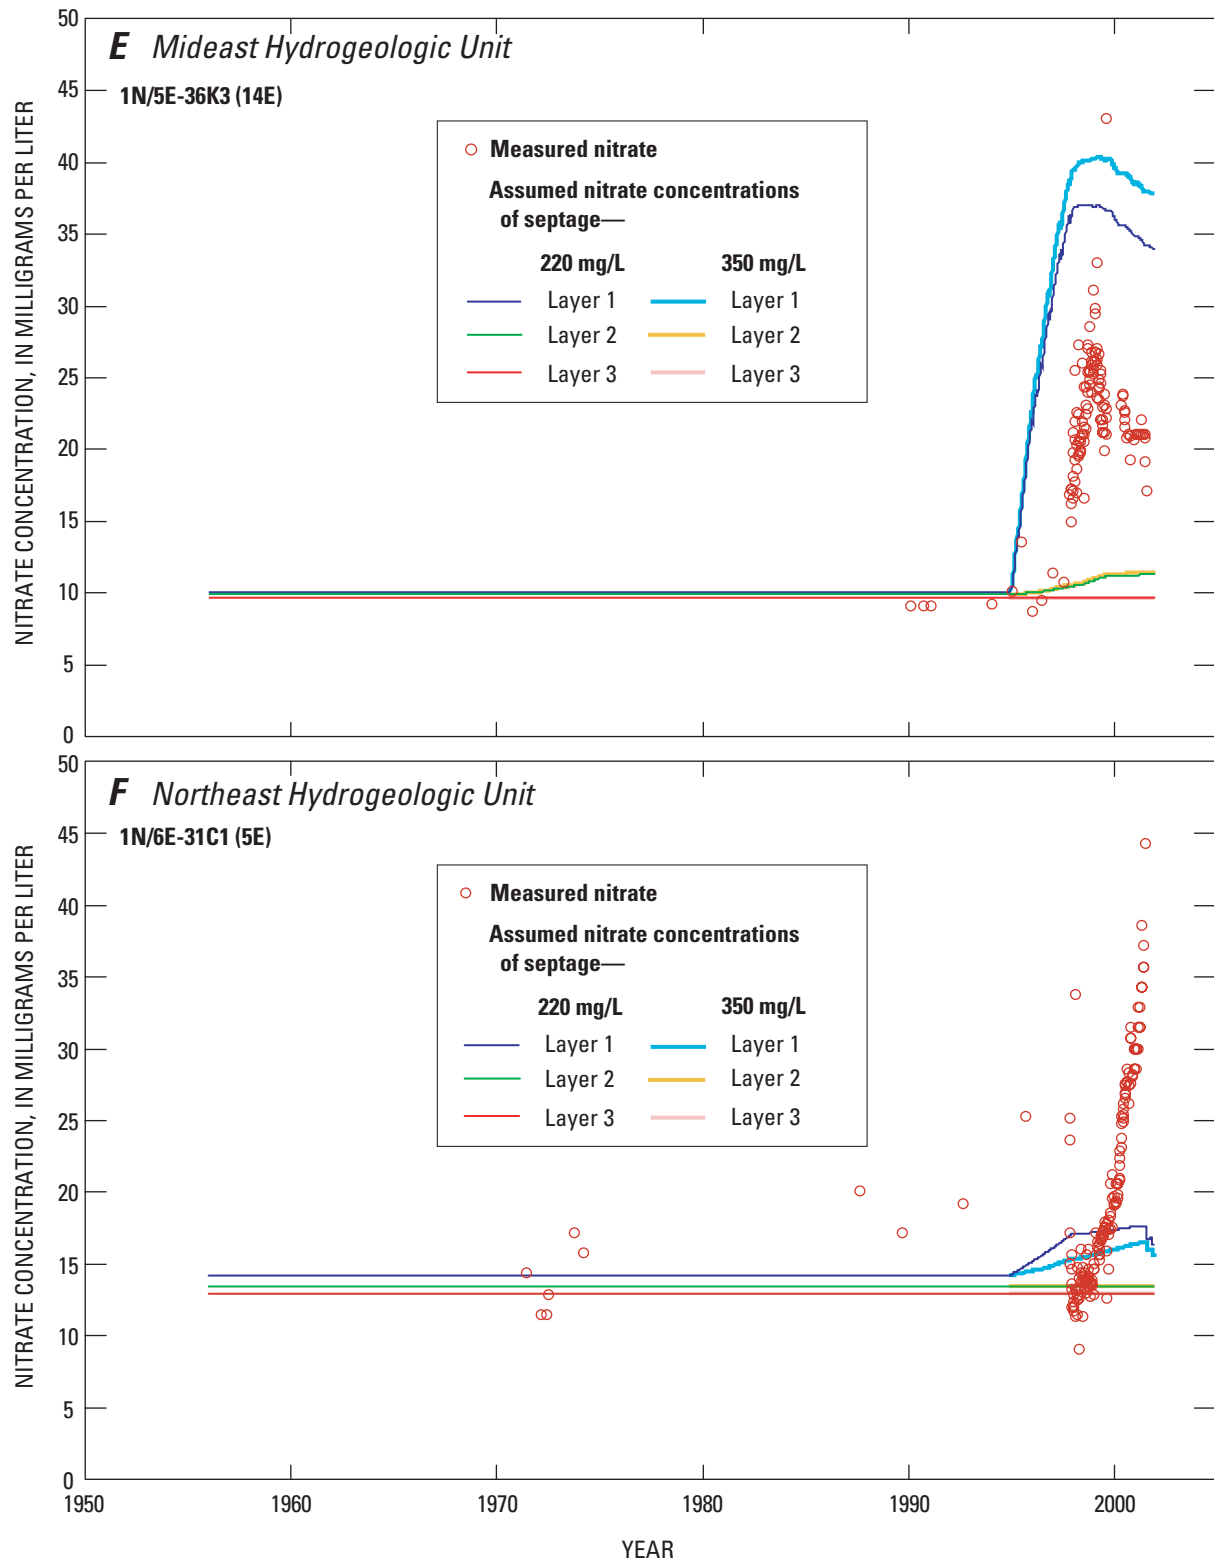 E Mideast Hydrogeologic Unit
1N/5E-36K3 (14E)
NITRATE CONCENTRATION, IN MILLIGRAMS PER LITER
50
45
40
35
30
25
20
15
10
5
0
Measured nitrate
Assumed nitrate concentrations
of septage—
220 mg/L 350 mg/L
Layer 1 Layer 1
Layer 2 Layer 2
Layer 3 Layer 3
F Northeast Hydrogeologic Unit
1N/6E-31C1 (5E)
NITRATE CONCENTRATION, IN MILLIGRAMS PER LITER
50
45
40
35
30
25
20
15
10
5
0
Measured nitrate
Assumed nitrate concentrations
of septage—
220 mg/L 350 mg/L
Layer 1 Layer 1
Layer 2 Layer 2
Layer 3 Layer 3
1950 1960 1970 1980 1990 2000
YEAR